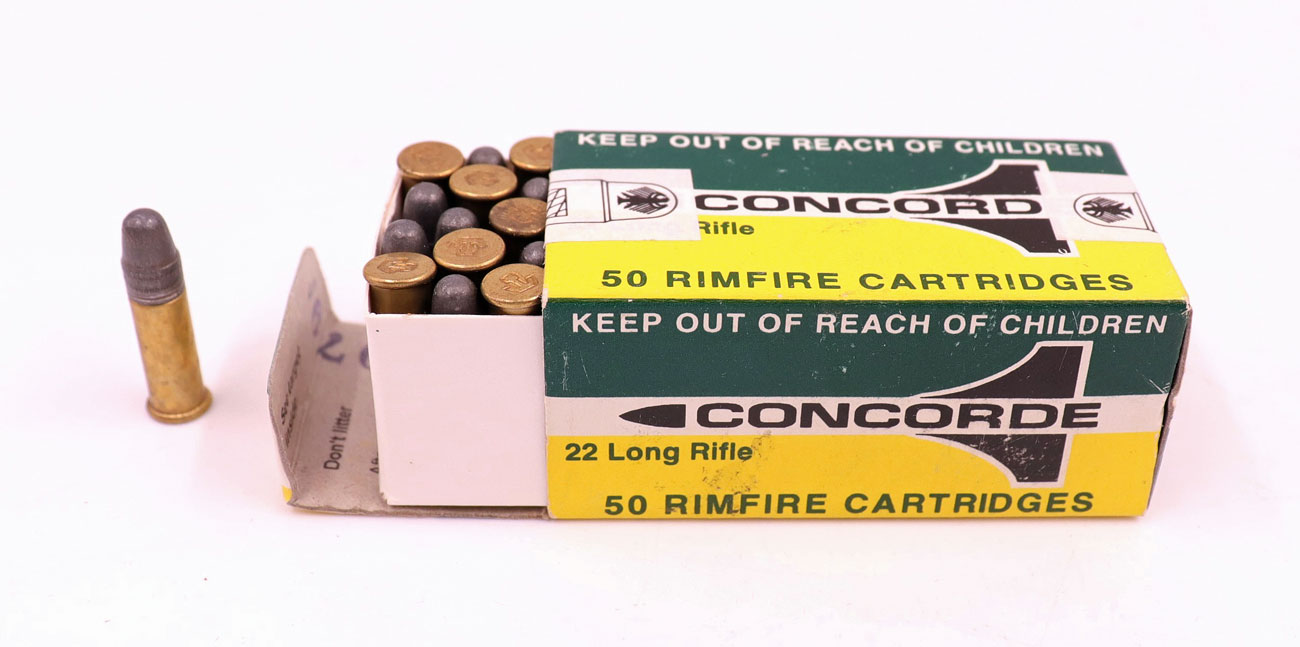 KEEP OUT OF REACH OF CHILDREN
CONCORD
Rifle
50 RIMFIRE CARTRIDGES
KEEP OUT OF REACH OF CHILDREN
CONCORDE
22 Long Rifle
50 RIMFIRE CARTRIDGES
Don't litter